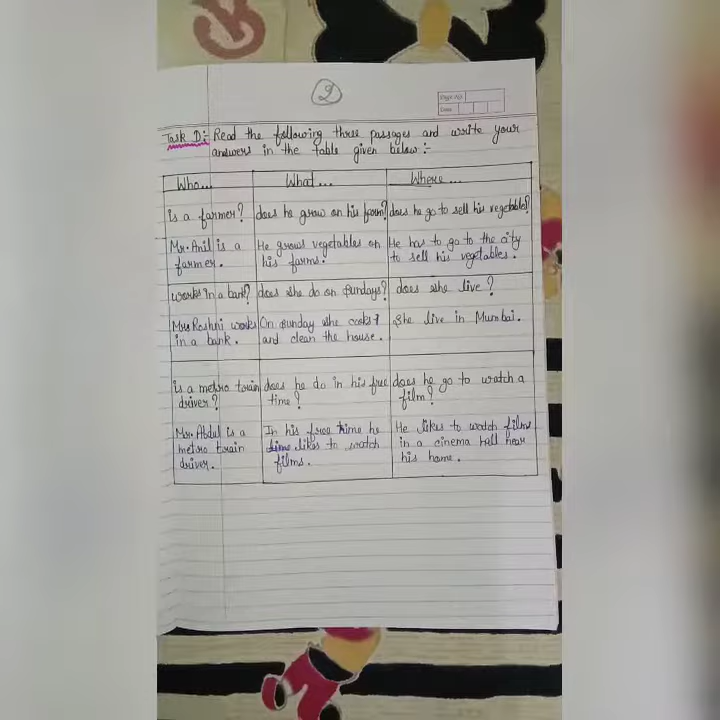 2
Page No.
Date
Task D: Read the following three passages and write your
answers in the table given below :-
Who... What... Where...
is a farmer? does he grow on his farm? does he go to sell his vegetables?
Mr. Anil is a He grows vegetables on He has to go to the city
farmer. his farms. to sell his vegetables.
works in a bank? does she do on Sundays? does she live?
Mrs Roshni works On Sunday she cooks
in a bank. and clean the house. She live in Mumbai.
is a metro train does he do in his free does he go to watch a
driver? time? film?
Mr. Abdul is a In his free time he He likes to watch films
metro train likes to watch in a cinema hall near
driver. films. his home.